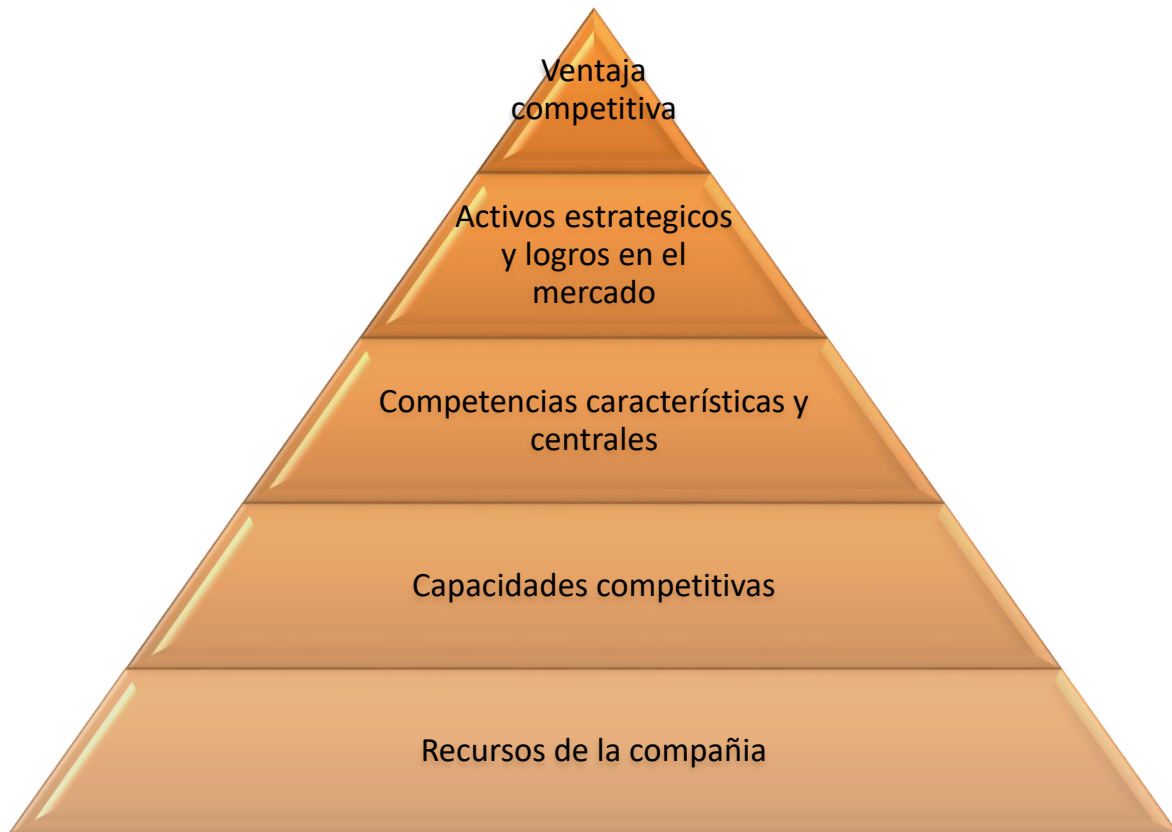 Ventaja
competitiva
Activos estrategicos
y logros en el
mercado
Competencias características y
centrales
Capacidades competitivas
Recursos de la compañia